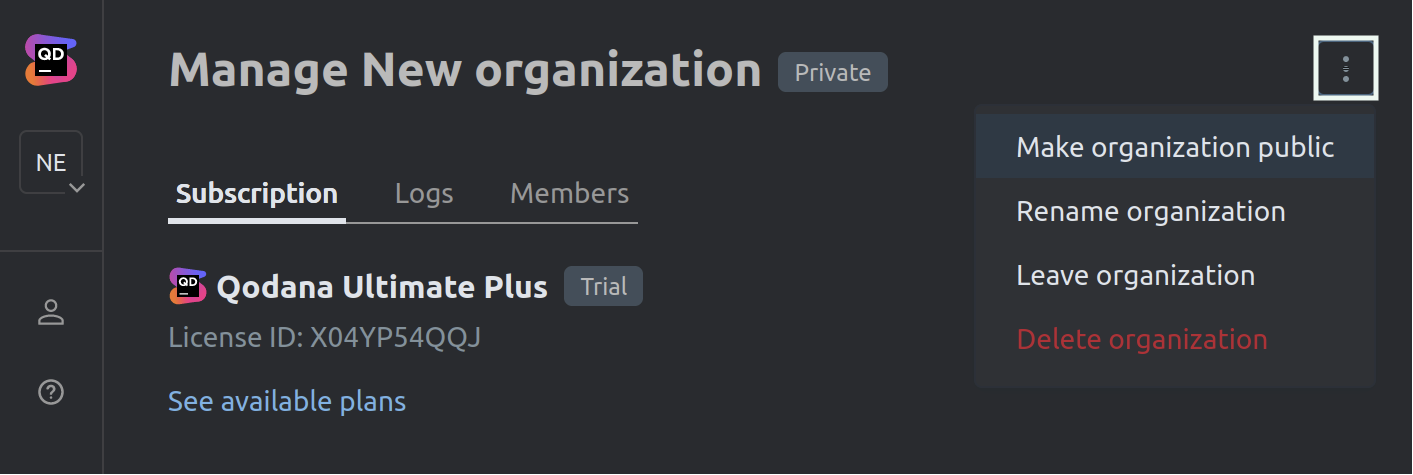 QD
Manage New organization Private
NE
Make organization public
Rename organization
Leave organization
Delete organization
Subscription Logs Members
QD Qodana Ultimate Plus Trial
License ID: X04YP54QQJ
See available plans